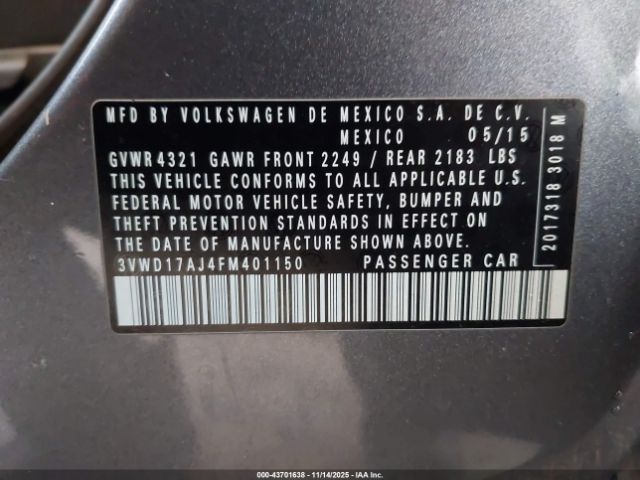 MFD BY VOLKSWAGEN DE MEXICO S.A. DE C.V.
MEXICO 05/15
GVWR 4321 GAWR FRONT 2249 / REAR 2183 LBS
THIS VEHICLE CONFORMS TO ALL APPLICABLE U.S.
FEDERAL MOTOR VEHICLE SAFETY, BUMPER AND
THEFT PREVENTION STANDARDS IN EFFECT ON
THE DATE OF MANUFACTURE SHOWN ABOVE.
3VWD17AJ4FM401150 PASSENGER CAR
2017318 3018 M
000-43701638 - 11/14/2025 - IAAI.COM